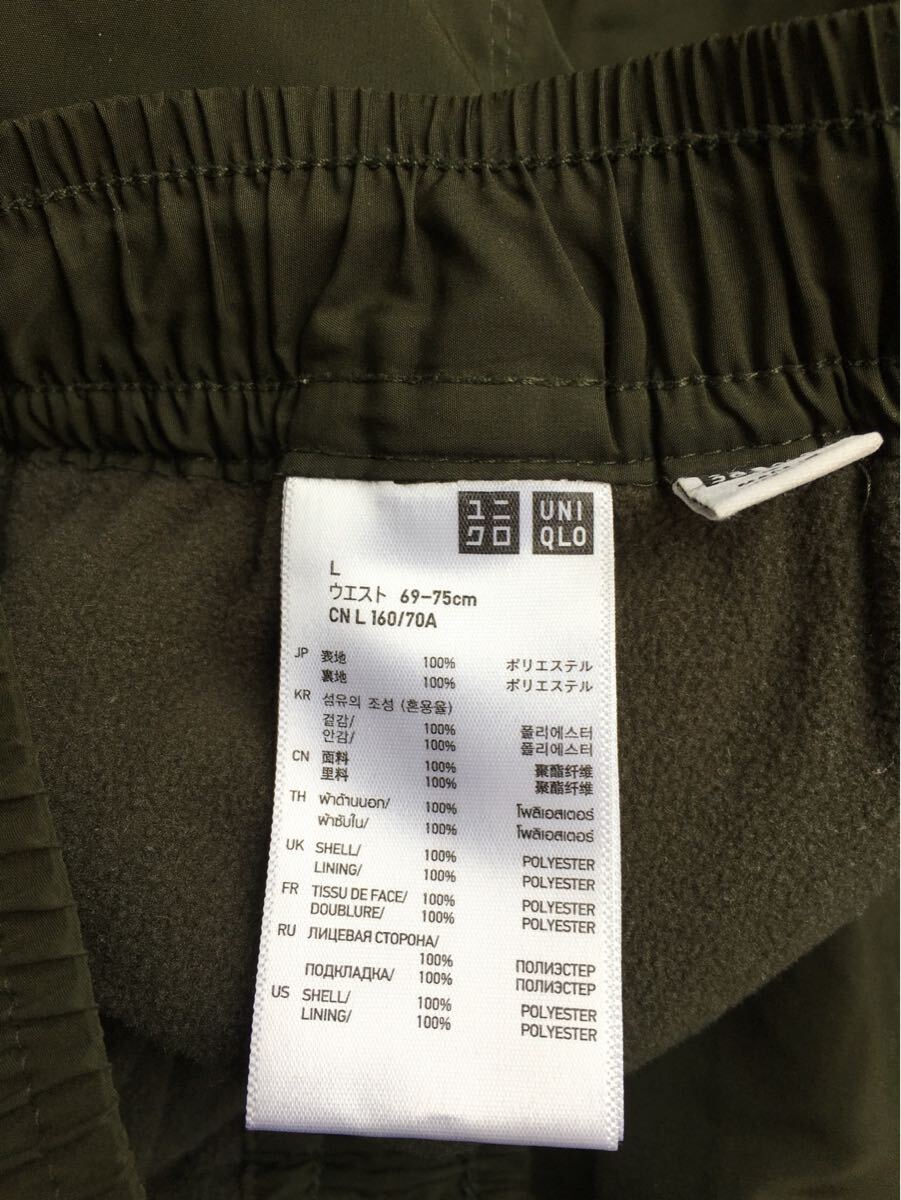 ユニ UNI
クロ QLO
L
ウエスト 69-75cm
CN L 160/70A
JP 表地 100% ポリエステル
裏地 100% ポリエステル
KR 섬유의 조성 (혼용율)
겉감/ 100% 폴리에스터
안감/ 100% 폴리에스터
CN 面料 100% 聚酯纤维
里料 100% 聚酯纤维
TH ผ้าด้านนอก/ 100% โพลิเอสเตอร์
ผ้าซับใน/ 100% โพลิเอสเตอร์
UK SHELL/ 100% POLYESTER
LINING/ 100% POLYESTER
FR TISSU DE FACE/ 100% POLYESTER
DOUBLURE/ 100% POLYESTER
RU ЛИЦЕВАЯ СТОРОНА/
100% ПОЛИЭСТЕР
ПОДКЛАДКА/ 100% ПОЛИЭСТЕР
US SHELL/ 100% POLYESTER
LINING/ 100% POLYESTER